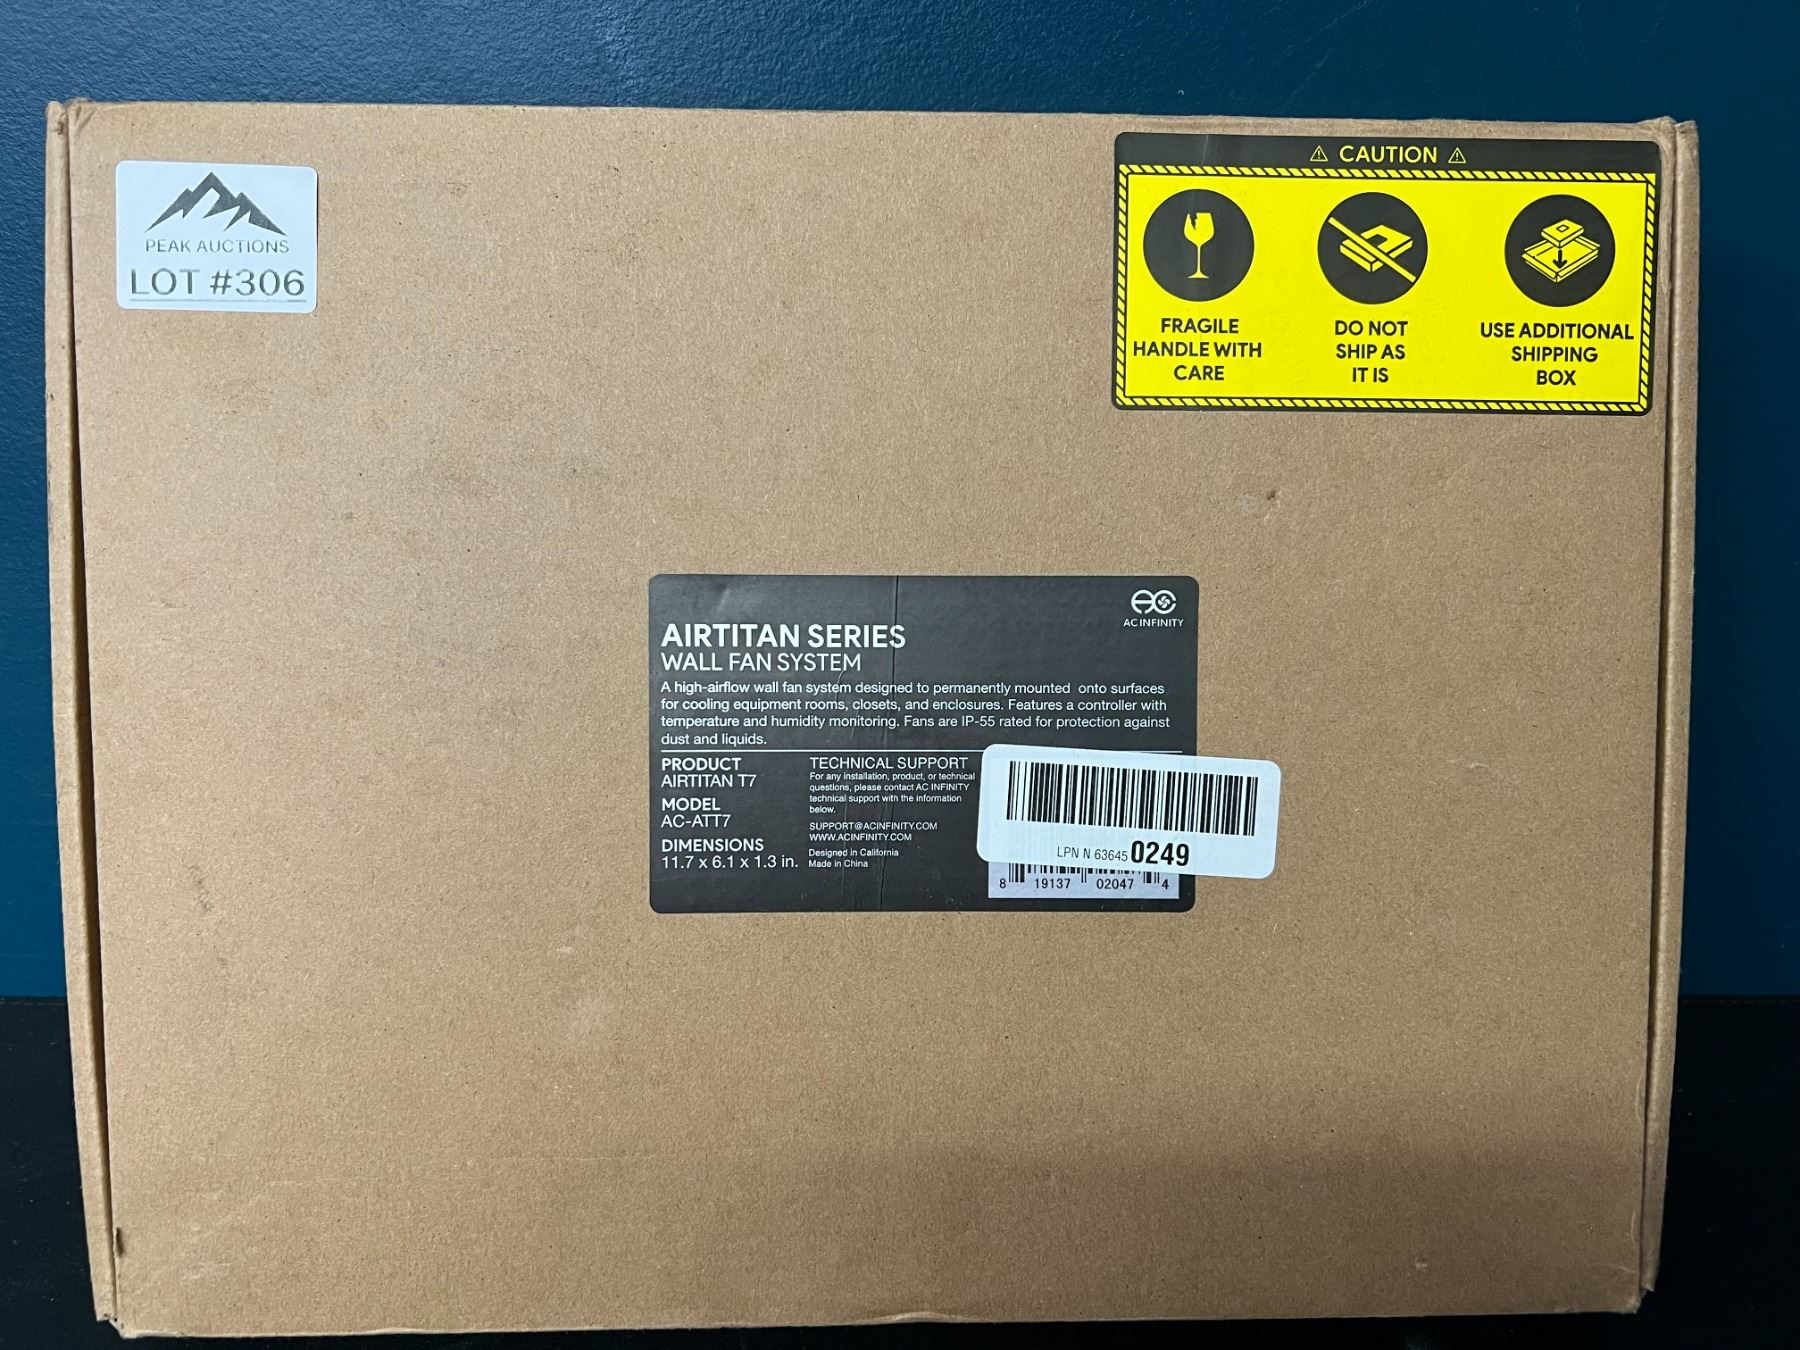 PEAK AUCTIONS
LOT #306
CAUTION
FRAGILE
HANDLE WITH
CARE
DO NOT
SHIP AS
IT IS
USE ADDITIONAL
SHIPPING
BOX
AC INFINITY
AIRTITAN SERIES
WALL FAN SYSTEM
A high-airflow wall fan system designed to permanently mounted onto surfaces
for cooling equipment rooms, closets, and enclosures. Features a controller with
temperature and humidity monitoring. Fans are IP-55 rated for protection against
dust and liquids.
PRODUCT
AIRTITAN T7
MODEL
AC-ATT7
DIMENSIONS
11.7 x 6.1 x 1.3 in.
TECHNICAL SUPPORT
For any installation, product, or technical
questions, please contact AC INFINITY
technical support with the information
below.
SUPPORT@ACINFINITY.COM
WWW.ACINFINITY.COM
Designed in California
Made in China
LPN N 63645 0249
8 19137 02047 4